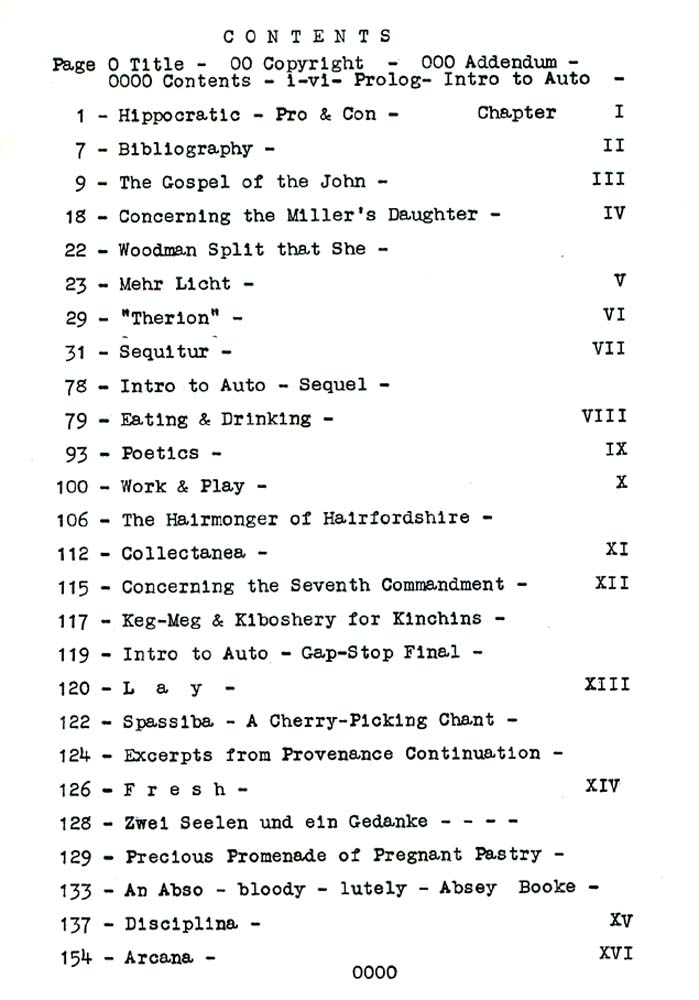 C O N T E N T S
Page 0 Title - 00 Copyright - 000 Addendum -
0000 Contents - i-vi- Prolog- Intro to Auto -
1 - Hippocratic - Pro & Con - Chapter I
7 - Bibliography - II
9 - The Gospel of the John - III
18 - Concerning the Miller's Daughter - IV
22 - Woodman Split that She -
23 - Mehr Licht - V
29 - "Therion" - VI
31 - Sequitur - VII
78 - Intro to Auto - Sequel -
79 - Eating & Drinking - VIII
93 - Poetics - IX
100 - Work & Play - X
106 - The Hairmonger of Hairfordshire -
112 - Collectanea - XI
115 - Concerning the Seventh Commandment - XII
117 - Keg-Meg & Kiboshery for Kinchins -
119 - Intro to Auto - Gap-Stop Final -
120 - L a y - XIII
122 - Spassiba - A Cherry-Picking Chant -
124 - Excerpts from Provenance Continuation -
126 - F r e s h - XIV
128 - Zwei Seelen und ein Gedanke - - - -
129 - Precious Promenade of Pregnant Pastry -
133 - An Abso - bloody - lutely - Absey Booke -
137 - Disciplina - XV
154 - Arcana - XVI
0000